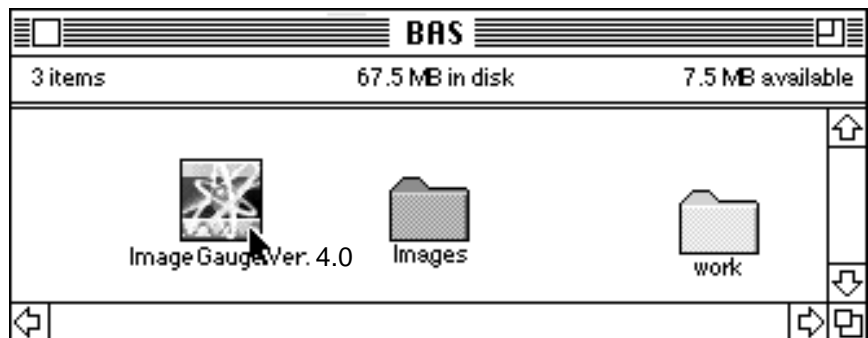 BAS
3 items 67.5 MB in disk 7.5 MB available
Image Gauge Ver. 4.0 Images work